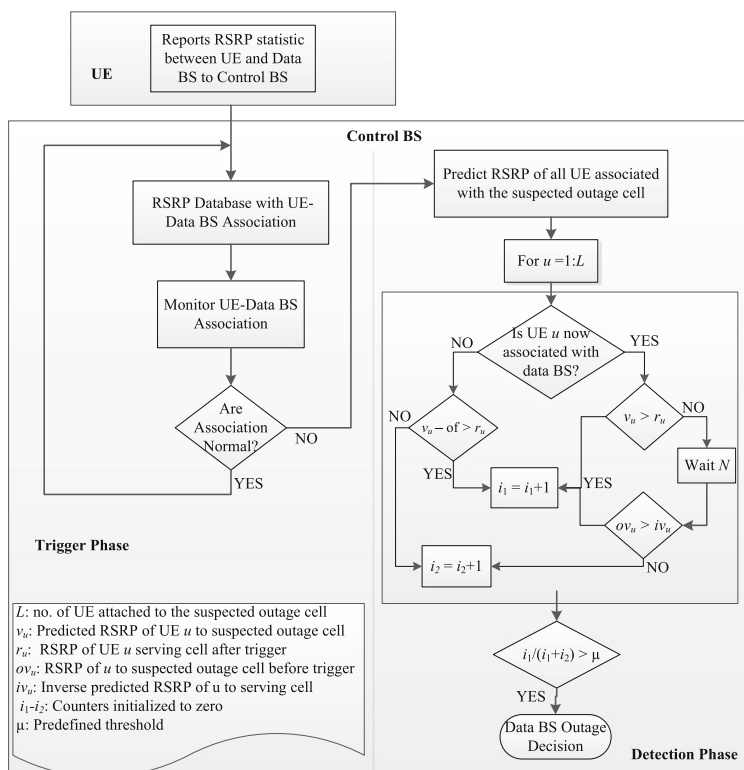 Reports RSRP statistic
between UE and Data
BS to Control BS
UE
Control BS
RSRP Database with UE-
Data BS Association
Monitor UE-Data BS
Association
Are
Association
Normal?
NO
YES
Trigger Phase
Predict RSRP of all UE associated
with the suspected outage cell
For u =1:L
Is UE u now
associated with
data BS?
NO
YES
NO
vᵤ – of > rᵤ
YES
vᵤ > rᵤ
NO
Wait N
i₁ = i₁+1
YES
ovᵤ > ivᵤ
NO
i₂ = i₂+1
i₁/(i₁+i₂) > μ
YES
Data BS Outage
Decision
Detection Phase
L: no. of UE attached to the suspected outage cell
vᵤ: Predicted RSRP of UE u to suspected outage cell
rᵤ: RSRP of UE u serving cell after trigger
ovᵤ: RSRP of u to suspected outage cell before trigger
ivᵤ: Inverse predicted RSRP of u to serving cell
i₁-i₂: Counters initialized to zero
μ: Predefined threshold